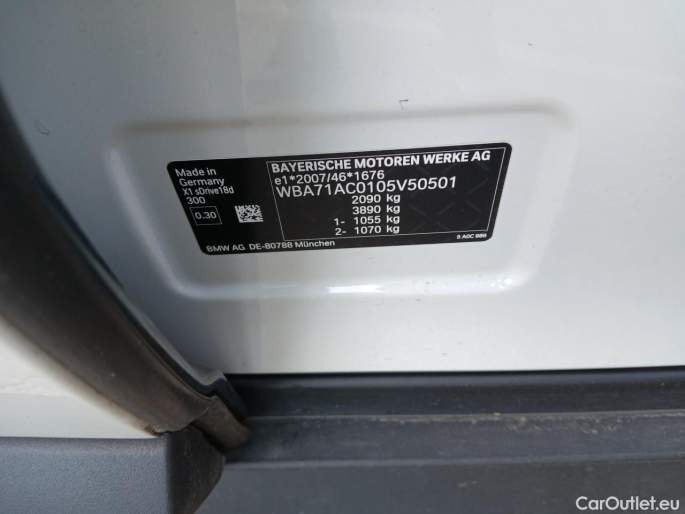 Made in
Germany
X1 sDrive18d
300
0.30
BAYERISCHE MOTOREN WERKE AG
e1*2007/46*1676
WBA71AC0105V50501
2090 kg
3890 kg
1- 1055 kg
2- 1070 kg
BMW AG DE-80788 München
CarOutlet.eu